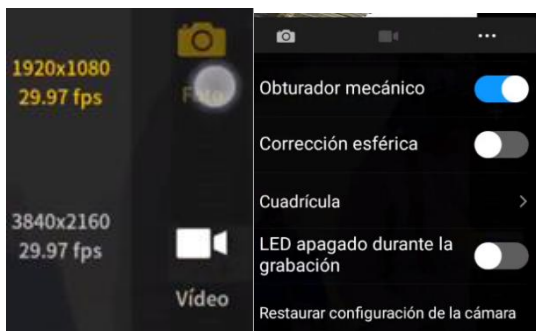 1920x1080
29.97 fps
Foto
3840x2160
29.97 fps
Vídeo
Obturador mecánico
Corrección esférica
Cuadrícula
LED apagado durante la
grabación
Restaurar configuración de la cámara